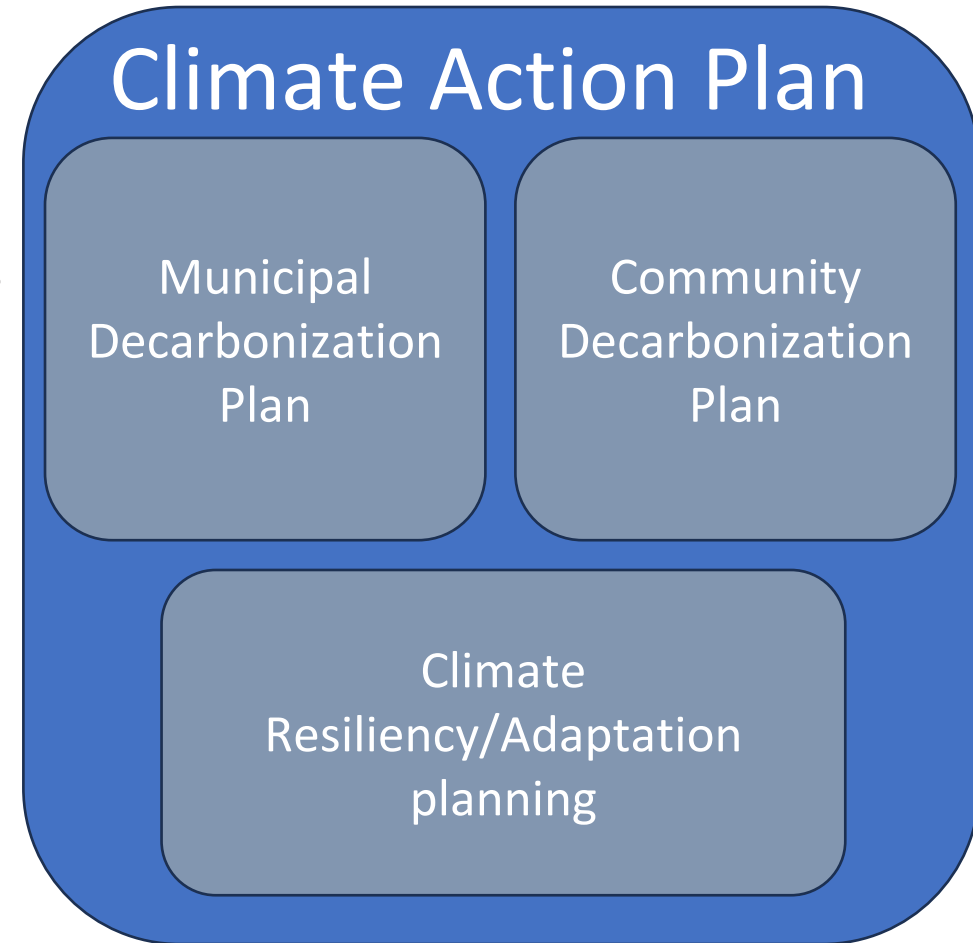 Climate Action Plan
Municipal
Decarbonization
Plan
Community
Decarbonization
Plan
Climate
Resiliency/Adaptation
planning